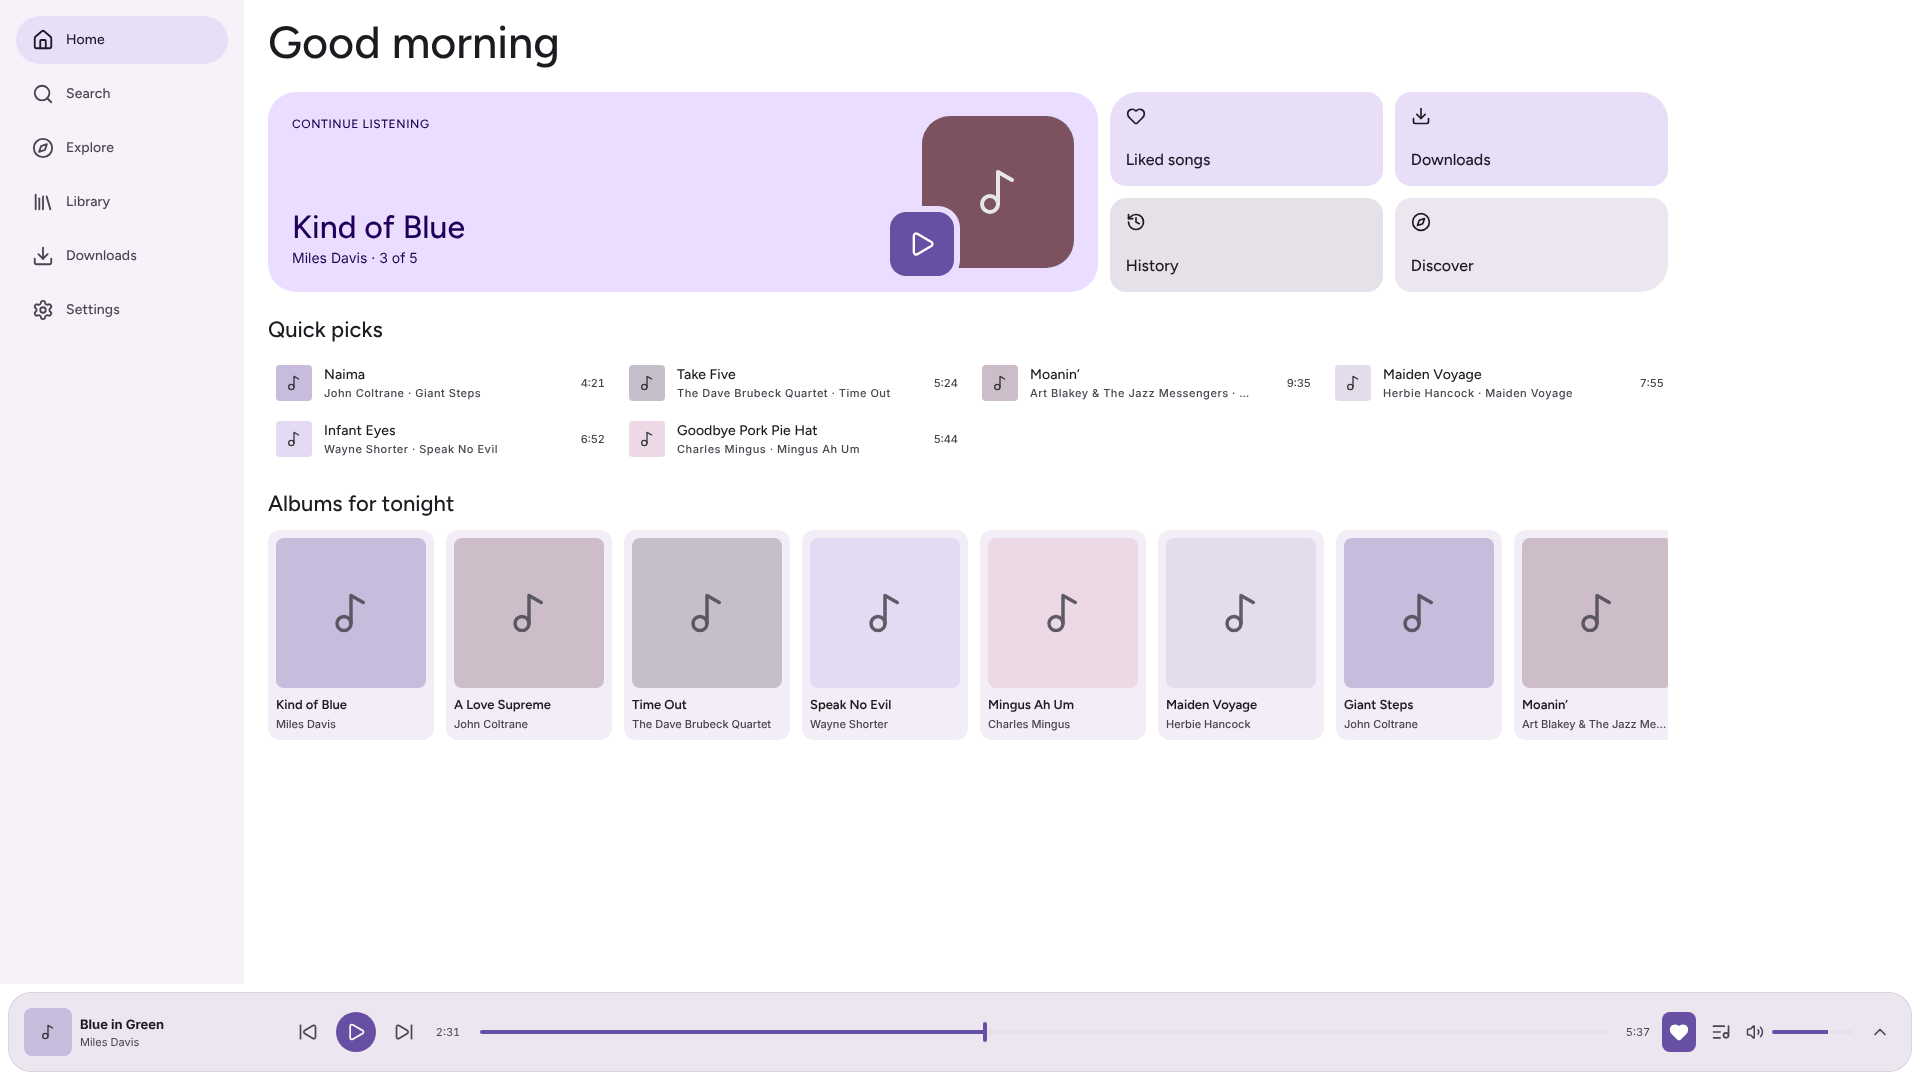 Home
Search
Explore
Library
Downloads
Settings
Good morning
CONTINUE LISTENING
Kind of Blue
Miles Davis · 3 of 5
Liked songs
Downloads
History
Discover
Quick picks
Naima
John Coltrane · Giant Steps
4:21
Take Five
The Dave Brubeck Quartet · Time Out
5:24
Moanin’
Art Blakey & The Jazz Messengers · ...
9:35
Maiden Voyage
Herbie Hancock · Maiden Voyage
7:55
Infant Eyes
Wayne Shorter · Speak No Evil
6:52
Goodbye Pork Pie Hat
Charles Mingus · Mingus Ah Um
5:44
Albums for tonight
Kind of Blue
Miles Davis
A Love Supreme
John Coltrane
Time Out
The Dave Brubeck Quartet
Speak No Evil
Wayne Shorter
Mingus Ah Um
Charles Mingus
Maiden Voyage
Herbie Hancock
Giant Steps
John Coltrane
Moanin’
Art Blakey & The Jazz Me...
Blue in Green
Miles Davis
2:31
5:37